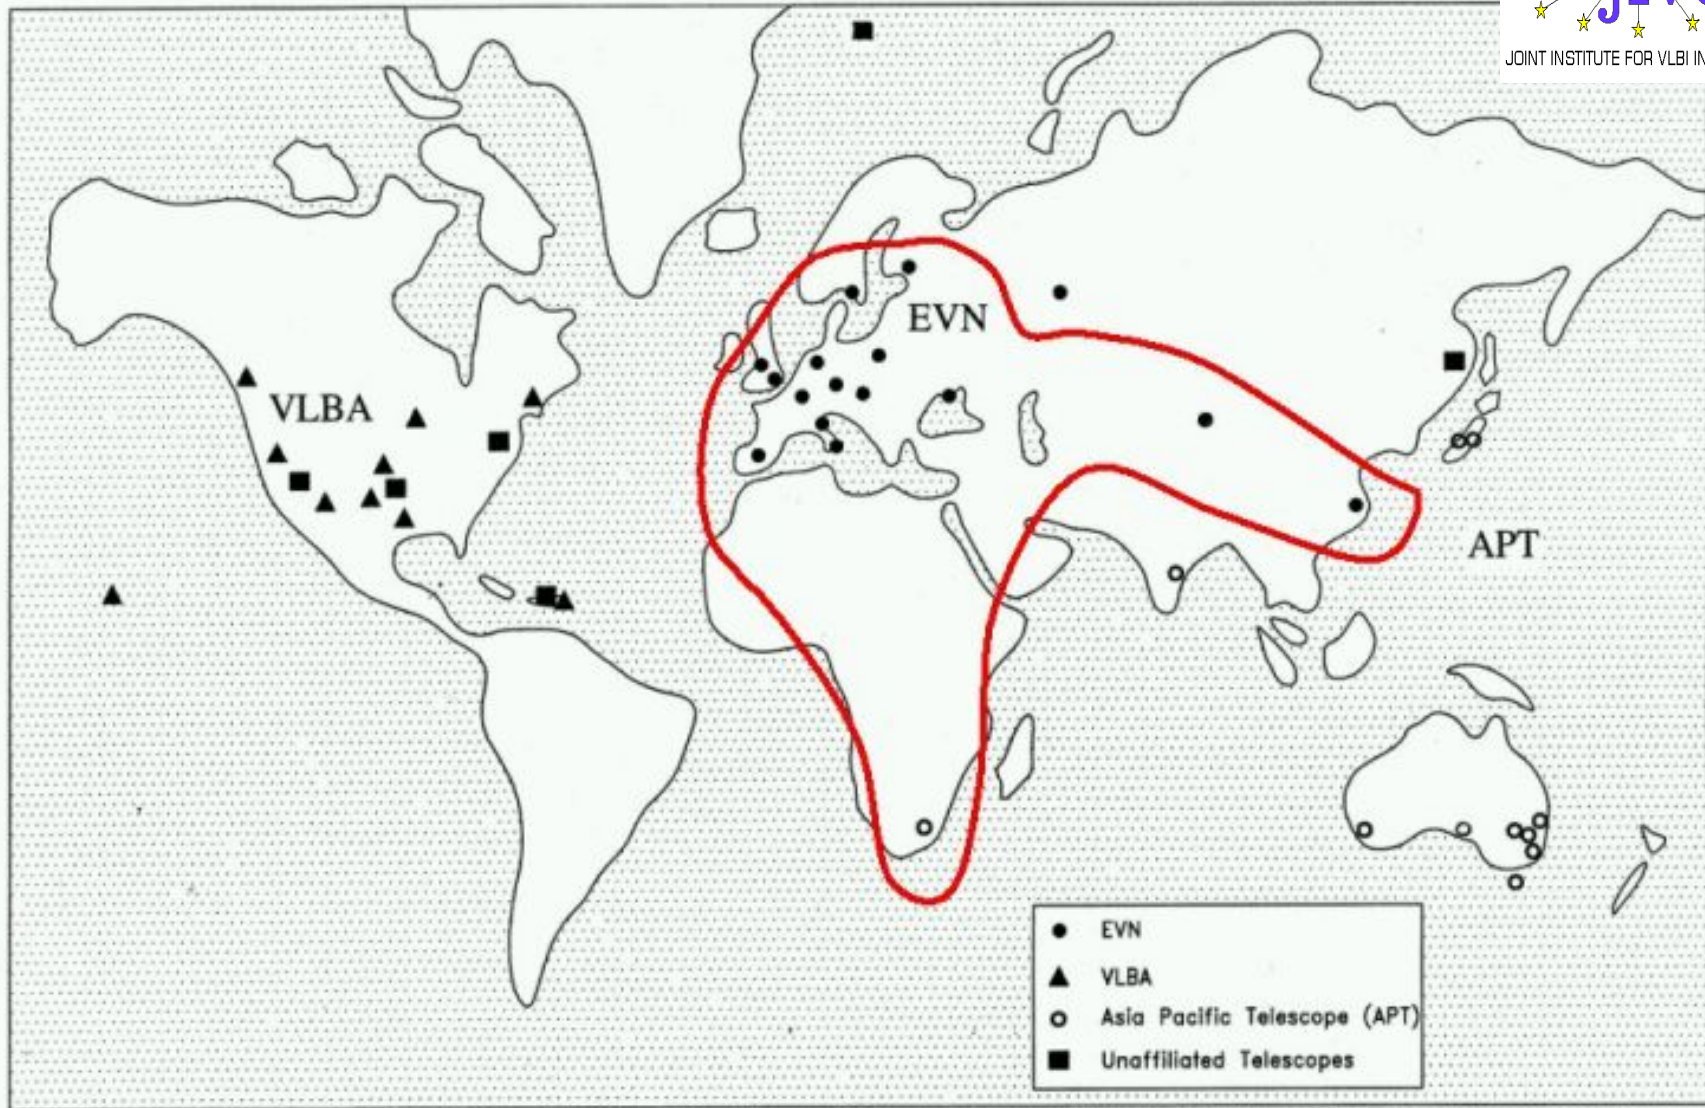 JOINT INSTITUTE FOR VLBI IN
EVN
VLBA
APT
EVN
VLBA
Asia Pacific Telescope (APT)
Unaffiliated Telescopes